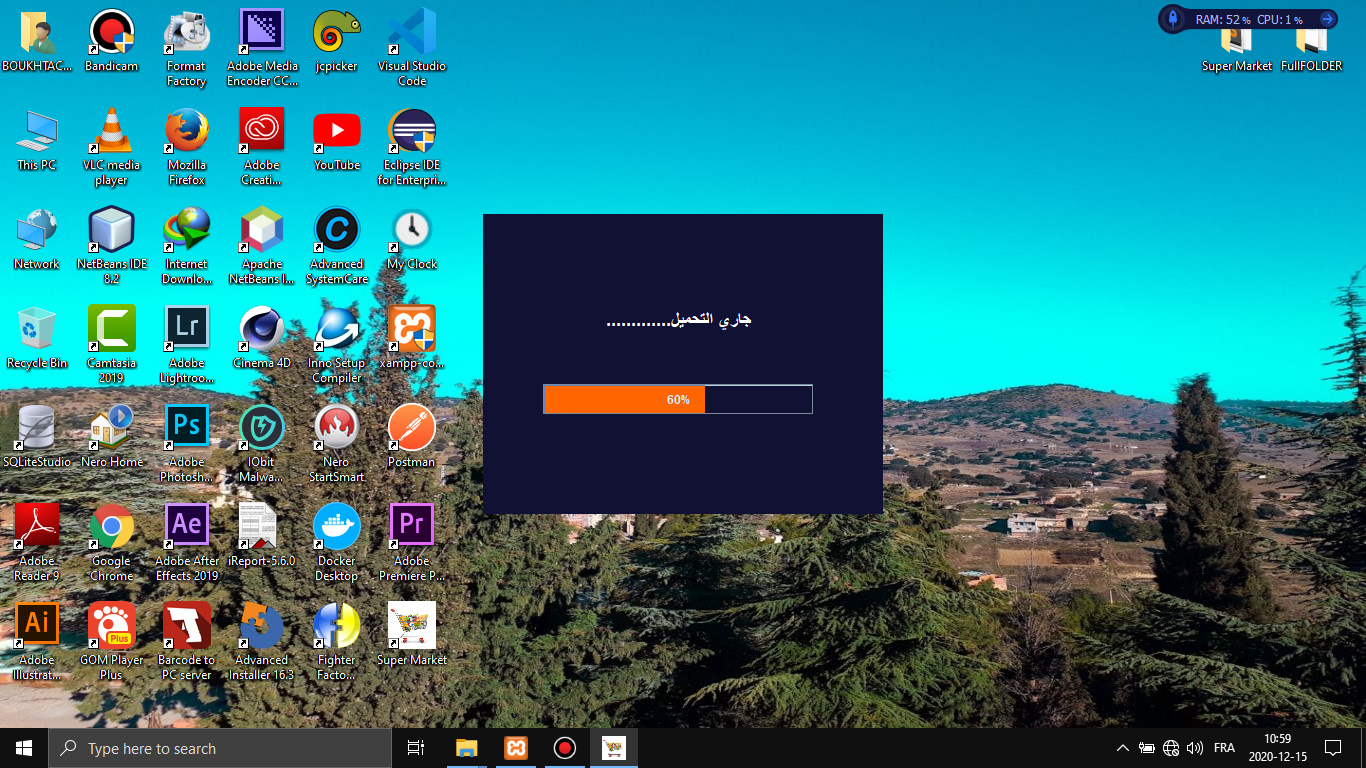 RAM: 52% CPU: 1%
BOUKHTAC...
Bandicam
Format
Factory
Adobe Media
Encoder CC...
jcpicker
Visual Studio
Code
Super Market
FullFOLDER
This PC
VLC media
player
Mozilla
Firefox
Adobe
Creati...
YouTube
Eclipse IDE
for Enterpri...
Network
NetBeans IDE
8.2
Internet
Downlo...
Apache
NetBeans I...
Advanced
SystemCare
My Clock
Recycle Bin
Camtasia
2019
Adobe
Lightroo...
Cinema 4D
Inno Setup
Compiler
xampp-co...
جاري التحميل.............
60%
SQLiteStudio
Nero Home
Adobe
Photosh...
IObit
Malwa...
Nero
StartSmart
Postman
Adobe
Reader 9
Google
Chrome
Adobe After
Effects 2019
iReport-5.6.0
Docker
Desktop
Adobe
Premiere P...
Adobe
Illustrat...
GOM Player
Plus
Barcode to
PC server
Advanced
Installer 16.3
Fighter
Facto...
Super Market
Lr
Ps
Ae
Pr
Ai
Plus
Type here to search
FRA
10:59
2020-12-15